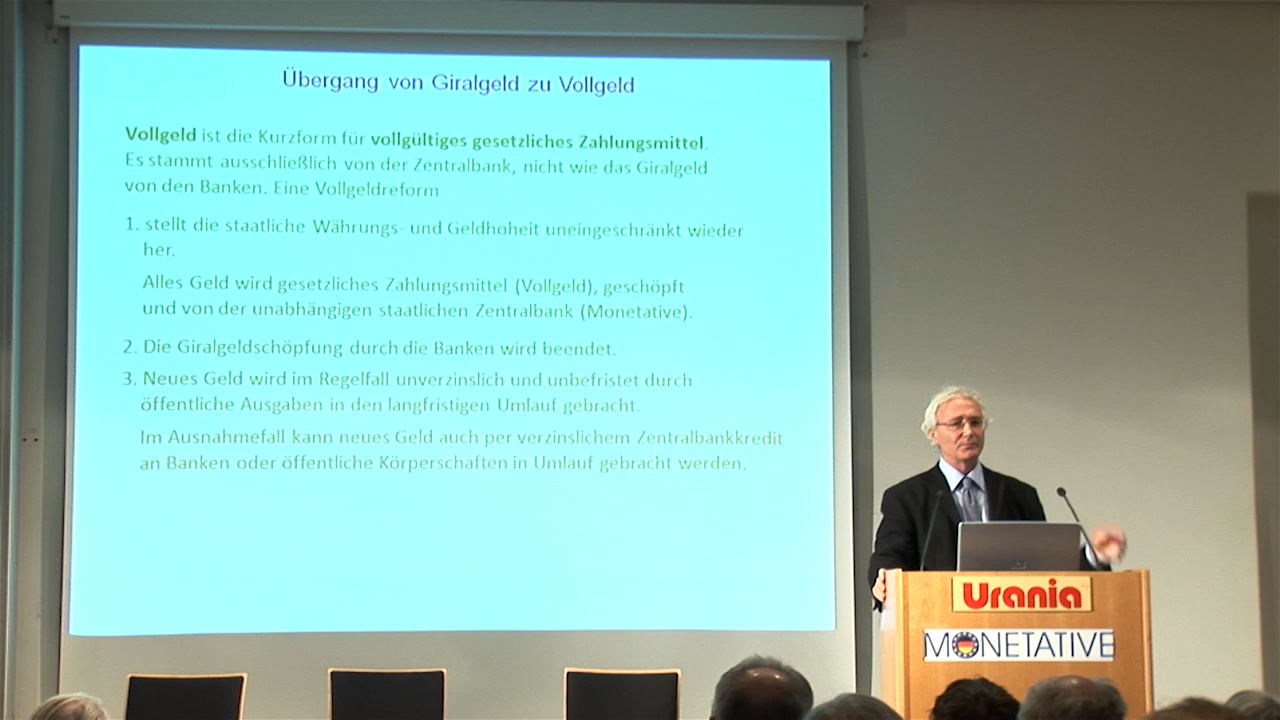 Übergang von Giralgeld zu Vollgeld
Vollgeld ist die Kurzform für vollgültiges gesetzliches Zahlungsmittel.
Es stammt ausschließlich von der Zentralbank, nicht wie das Giralgeld
von den Banken. Eine Vollgeldreform
1. stellt die staatliche Währungs- und Geldhoheit uneingeschränkt wieder
her.
Alles Geld wird gesetzliches Zahlungsmittel (Vollgeld), geschöpft
und von der unabhängigen staatlichen Zentralbank (Monetative).
2. Die Giralgeldschöpfung durch die Banken wird beendet.
3. Neues Geld wird im Regelfall unverzinslich und unbefristet durch
öffentliche Ausgaben in den langfristigen Umlauf gebracht.
Im Ausnahmefall kann neues Geld auch per verzinslichem Zentralbankkredit
an Banken oder öffentliche Körperschaften in Umlauf gebracht werden.
Urania
MONETATIVE